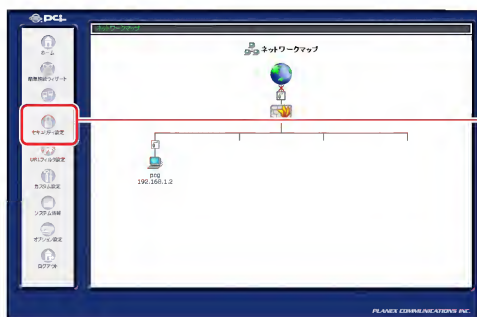 PCI
ネットワークマップ
ネットワークマップ
ホーム
簡単接続ウィザード
セキュリティ設定
URLフィルタ設定
カスタム設定
システム情報
オプション設定
ログアウト
pcg
192.168.1.2
PLANEX COMMUNICATIONS INC.